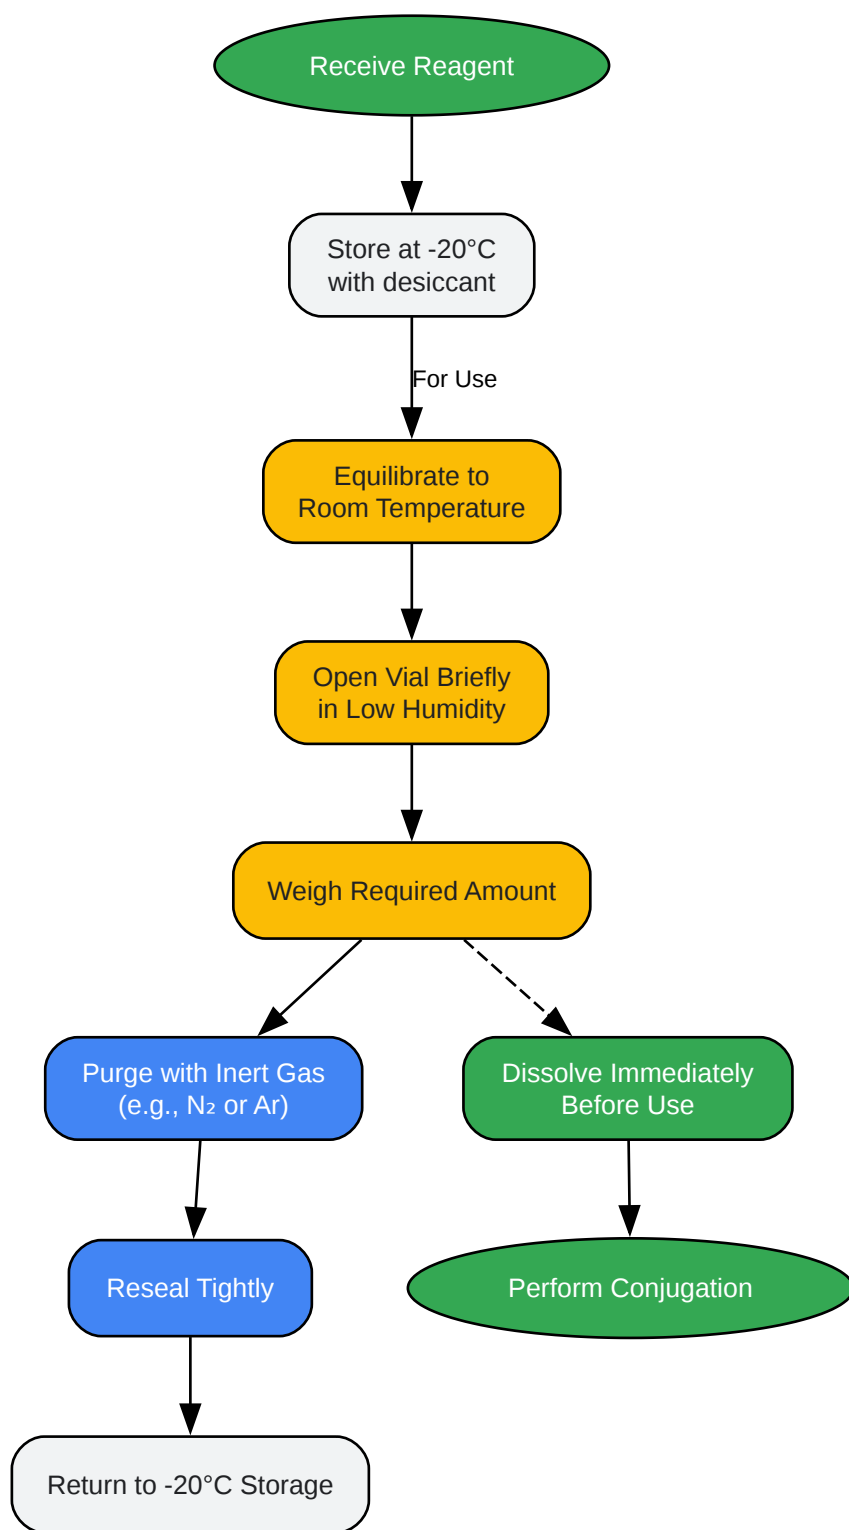 Receive Reagent
Store at -20°C
with desiccant
For Use
Equilibrate to
Room Temperature
Open Vial Briefly
in Low Humidity
Weigh Required Amount
Purge with Inert Gas
(e.g., N₂ or Ar)
Dissolve Immediately
Before Use
Reseal Tightly
Perform Conjugation
Return to -20°C Storage